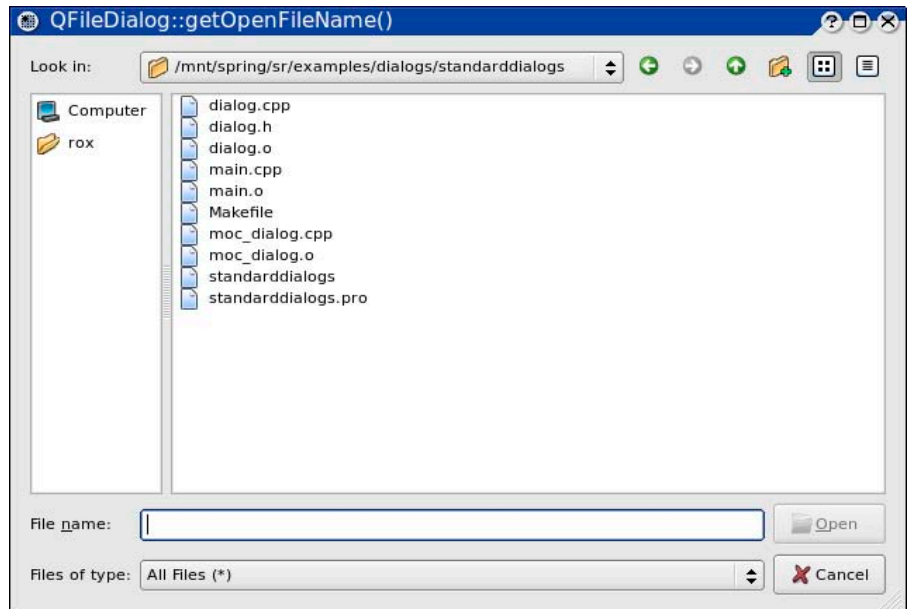 QFileDialog::getOpenFileName()
Look in: /mnt/spring/sr/examples/dialogs/standarddialogs
Computer
rox
dialog.cpp
dialog.h
dialog.o
main.cpp
main.o
Makefile
moc_dialog.cpp
moc_dialog.o
standarddialogs
standarddialogs.pro
File name: Open
Files of type: All Files (*) Cancel